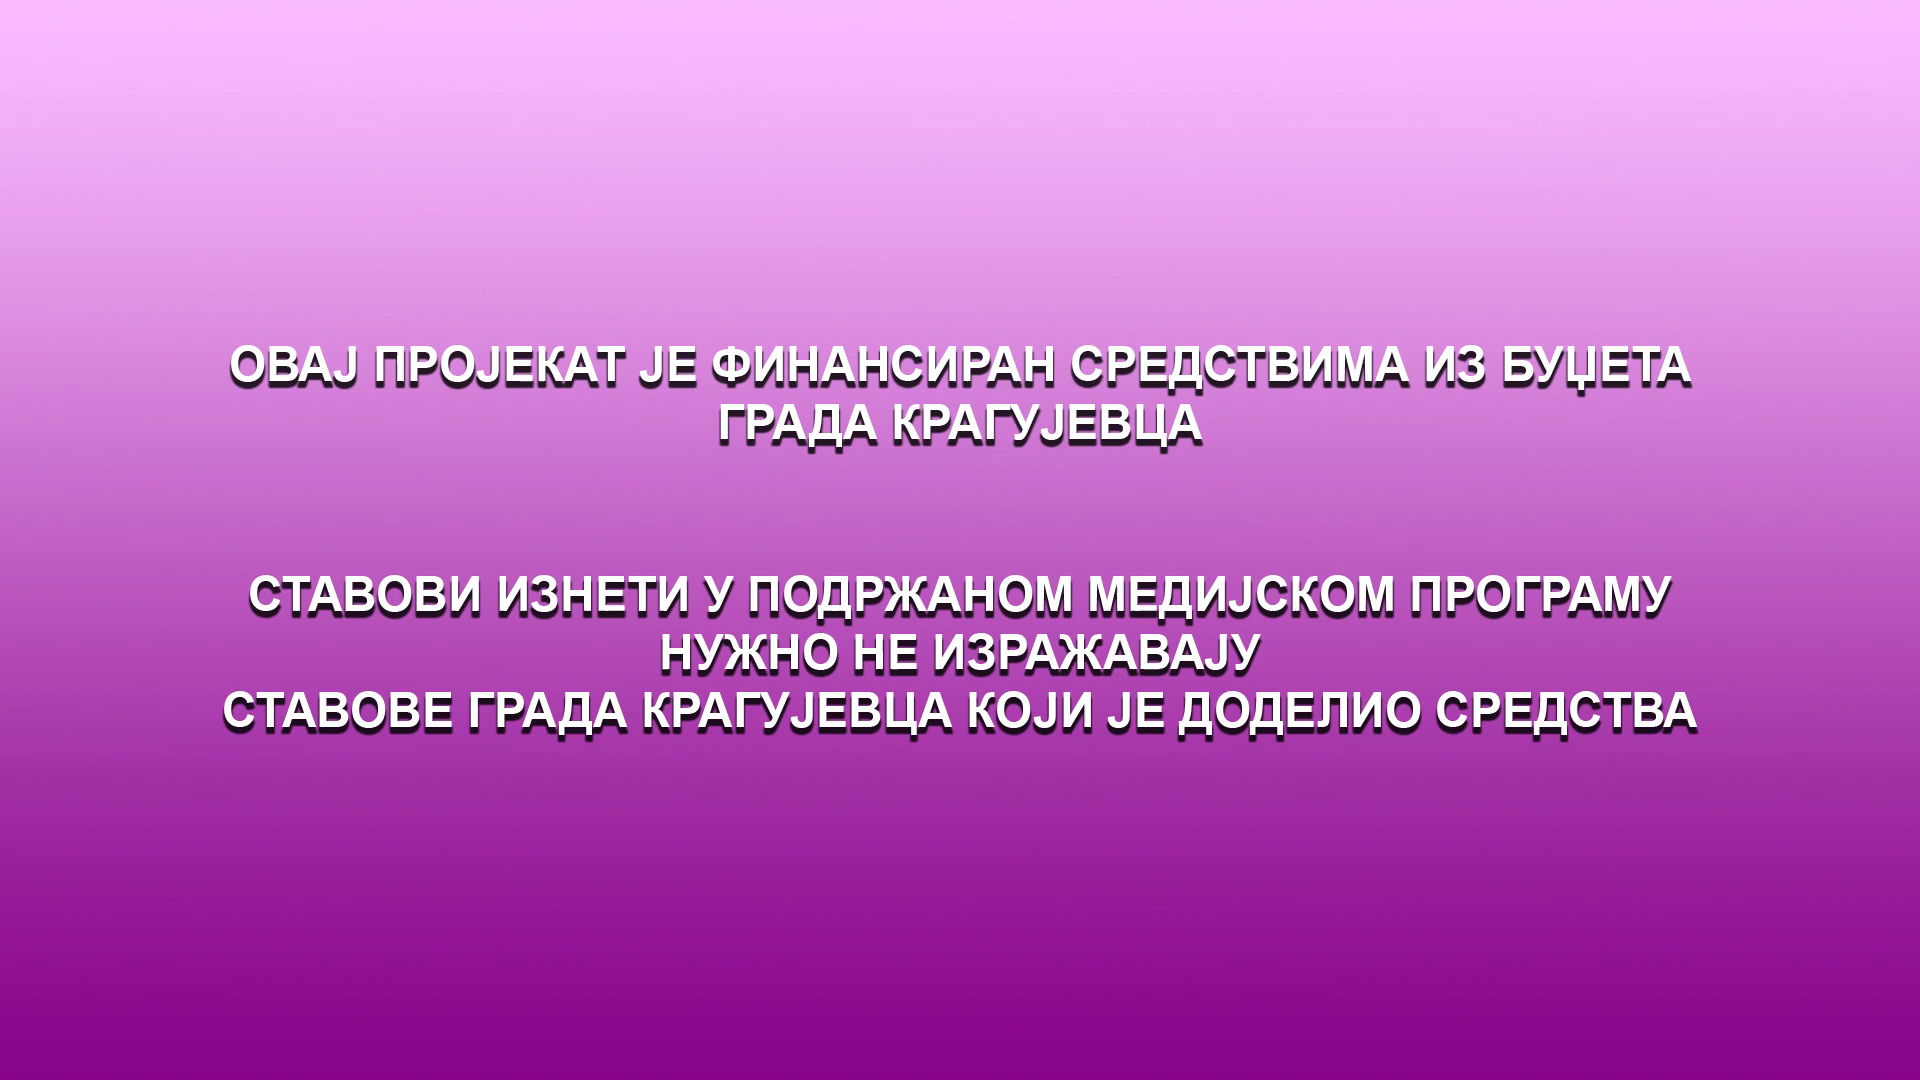 ОВАЈ ПРОЈЕКАТ ЈЕ ФИНАНСИРАН СРЕДСТВИМА ИЗ БУЏЕТА
ГРАДА КРАГУЈЕВЦА
СТАВОВИ ИЗНЕТИ У ПОДРЖАНОМ МЕДИЈСКОМ ПРОГРАМУ
НУЖНО НЕ ИЗРАЖАВАЈУ
СТАВОВЕ ГРАДА КРАГУЈЕВЦА КОЈИ ЈЕ ДОДЕЛИО СРЕДСТВА